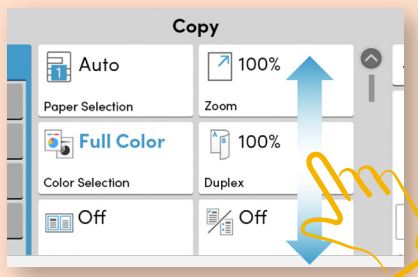 Copy
Auto
100%
Paper Selection
Zoom
Full Color
100%
Color Selection
Duplex
Off
Off